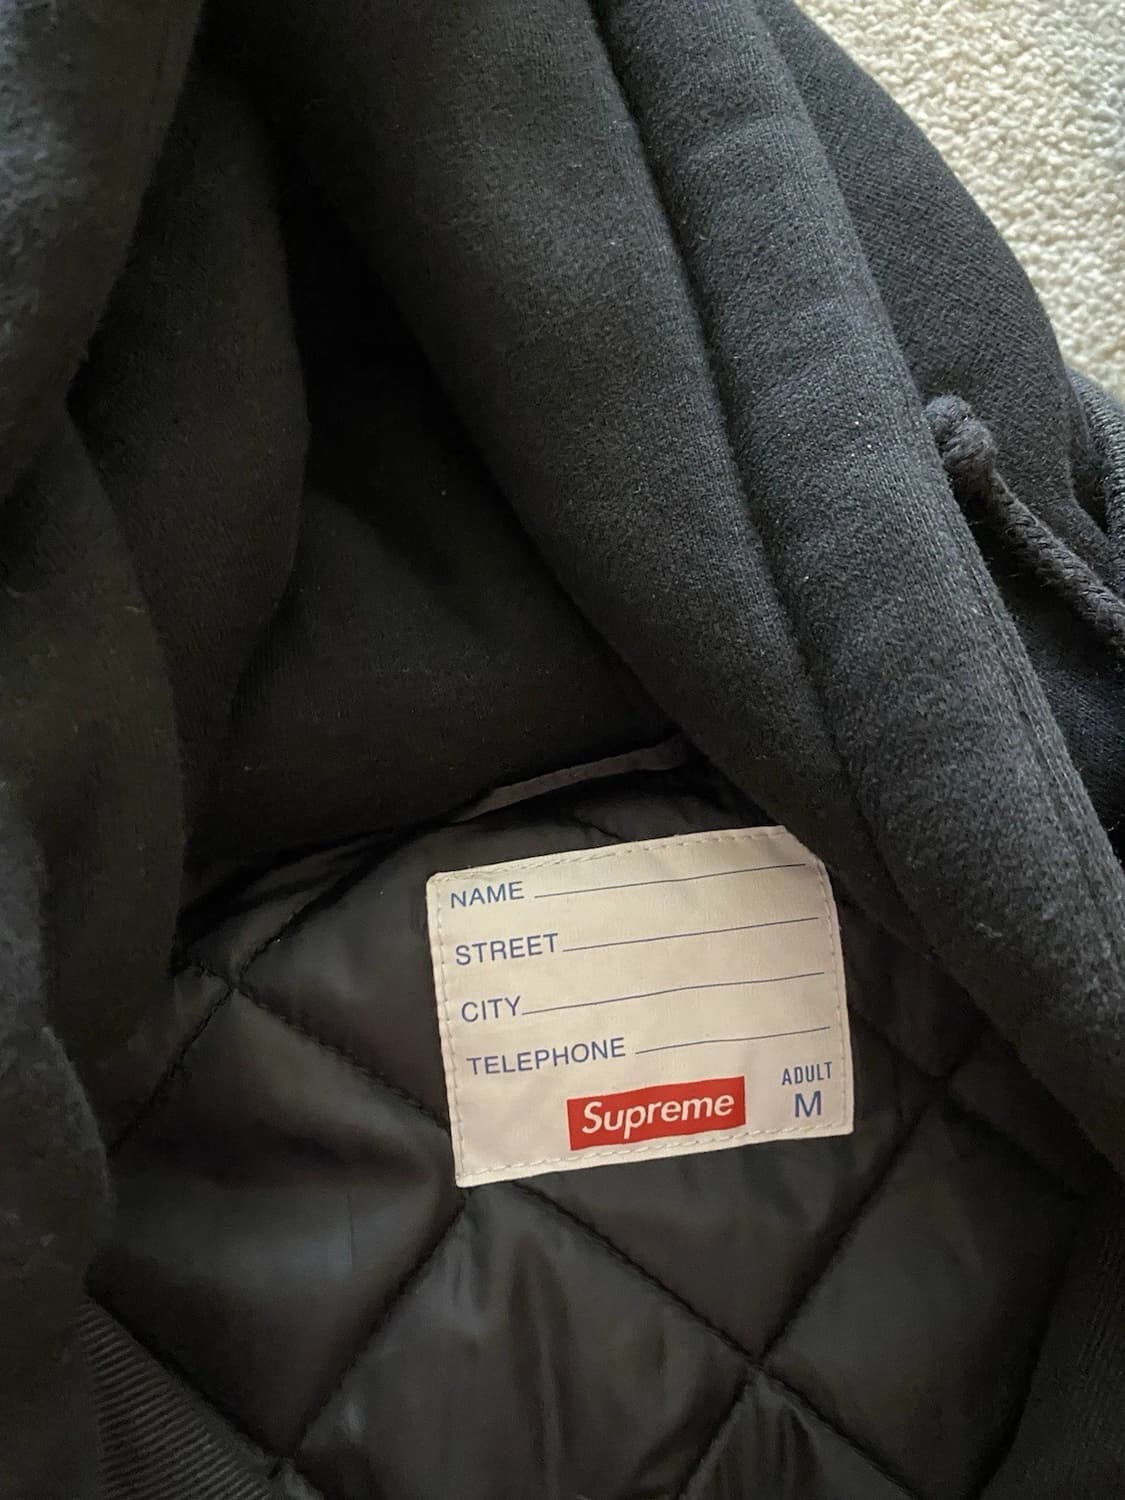 NAME
STREET
CITY
TELEPHONE
ADULT
Supreme M